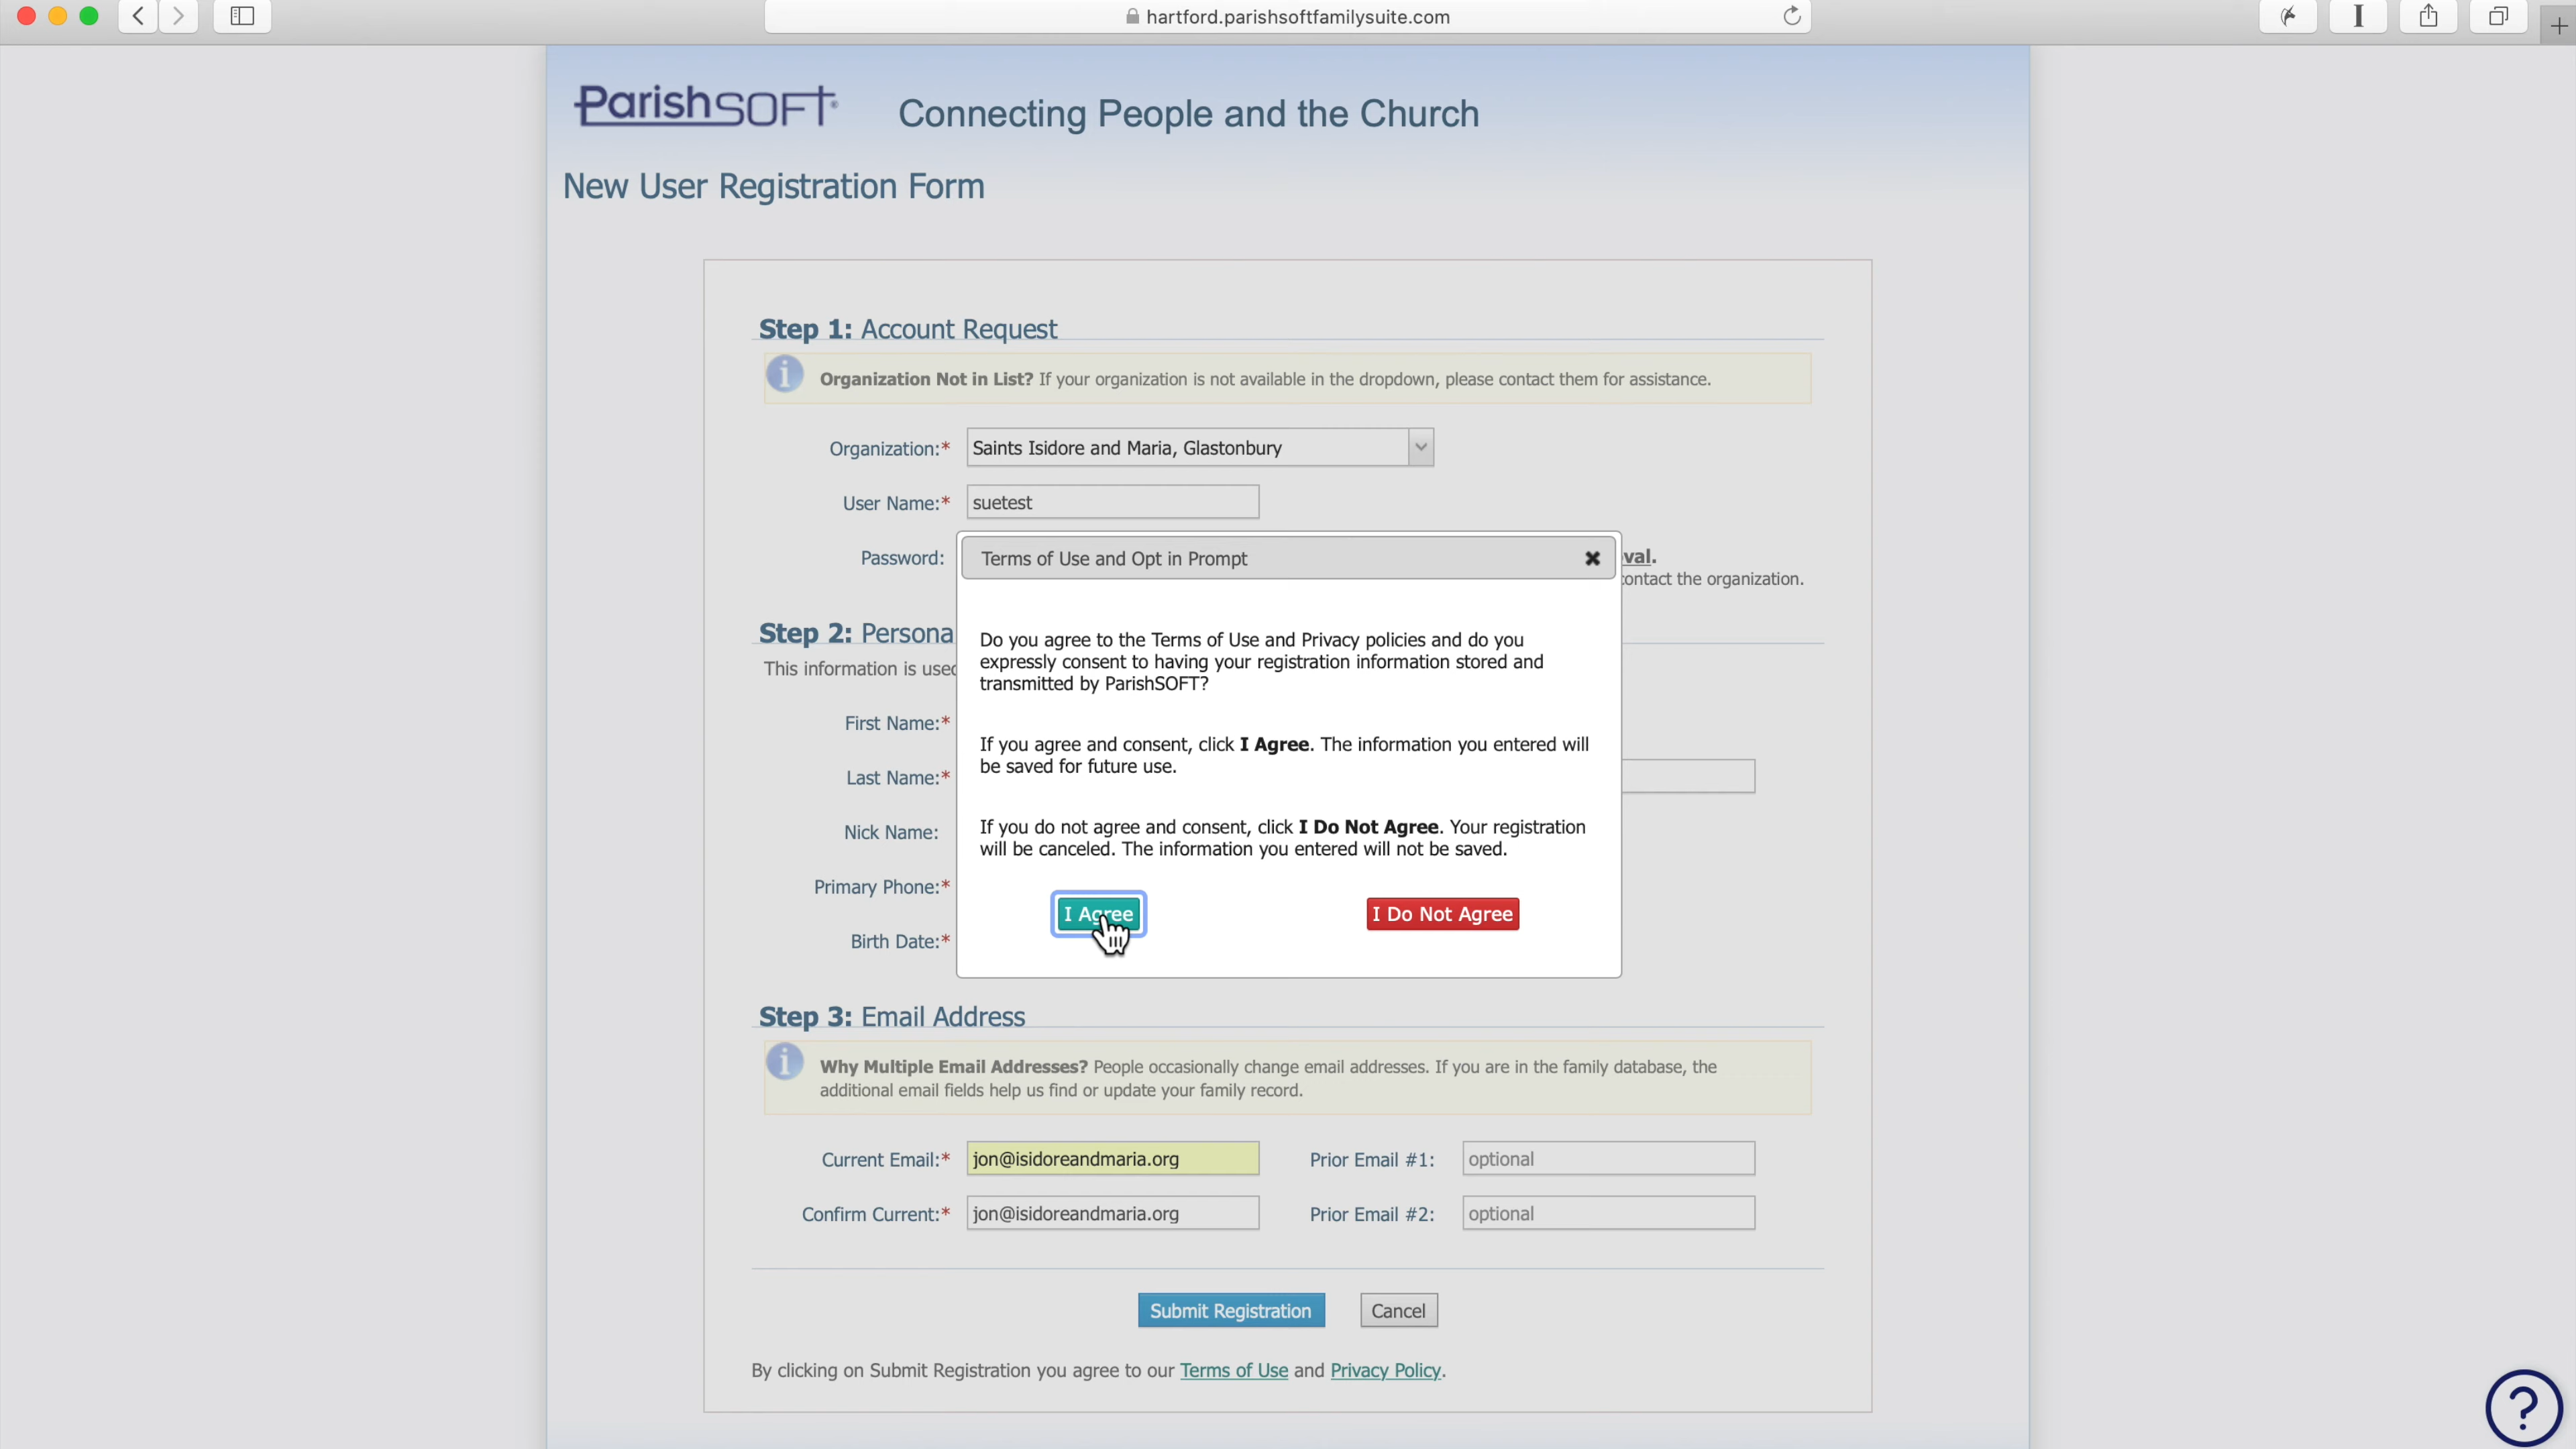 hartford.parishsoftfamilysuite.com
ParishSOFT® Connecting People and the Church
New User Registration Form
Step 1: Account Request
Organization Not in List? If your organization is not available in the dropdown, please contact them for assistance.
Organization:* Saints Isidore and Maria, Glastonbury
User Name:* suetest
Password: val.
contact the organization.
Terms of Use and Opt in Prompt
Do you agree to the Terms of Use and Privacy policies and do you
expressly consent to having your registration information stored and
transmitted by ParishSOFT?
If you agree and consent, click I Agree. The information you entered will
be saved for future use.
If you do not agree and consent, click I Do Not Agree. Your registration
will be canceled. The information you entered will not be saved.
I Agree I Do Not Agree
Step 2: Persona
This information is used
First Name:*
Last Name:*
Nick Name:
Primary Phone:*
Birth Date:*
Step 3: Email Address
Why Multiple Email Addresses? People occasionally change email addresses. If you are in the family database, the
additional email fields help us find or update your family record.
Current Email:* jon@isidoreandmaria.org Prior Email #1: optional
Confirm Current:* jon@isidoreandmaria.org Prior Email #2: optional
Submit Registration Cancel
By clicking on Submit Registration you agree to our Terms of Use and Privacy Policy.